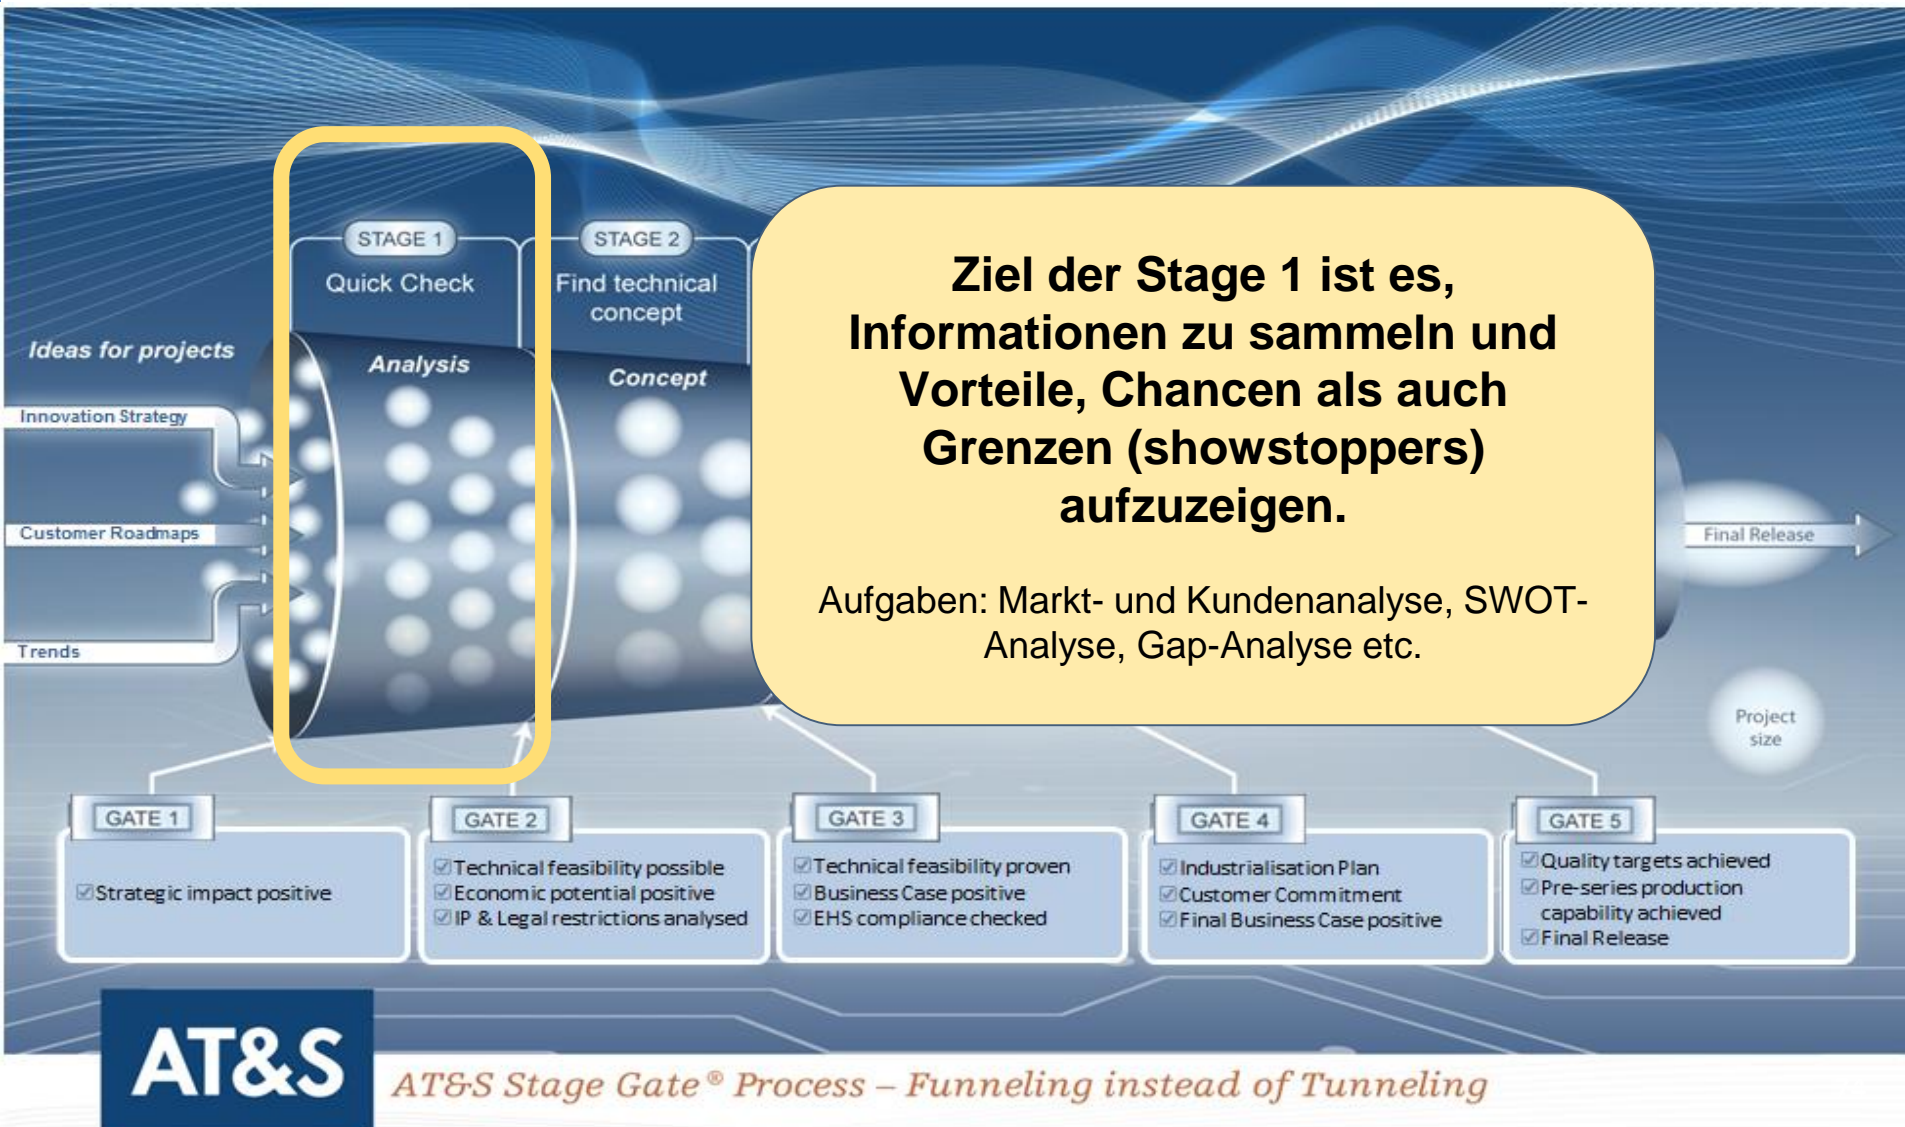 STAGE 1
Quick Check
STAGE 2
Find technical
concept
Ziel der Stage 1 ist es,
Informationen zu sammeln und
Vorteile, Chancen als auch
Grenzen (showstoppers)
aufzuzeigen.
Aufgaben: Markt- und Kundenanalyse, SWOT-
Analyse, Gap-Analyse etc.
Ideas for projects
Analysis
Concept
Innovation Strategy
Customer Roadmaps
Trends
Final Release
Project
size
GATE 1
Strategic impact positive
GATE 2
Technical feasibility possible
Economic potential positive
IP & Legal restrictions analysed
GATE 3
Technical feasibility proven
Business Case positive
EHS compliance checked
GATE 4
Industrialisation Plan
Customer Commitment
Final Business Case positive
GATE 5
Quality targets achieved
Pre-series production
capability achieved
Final Release
AT&S
AT&S Stage Gate® Process – Funneling instead of Tunneling